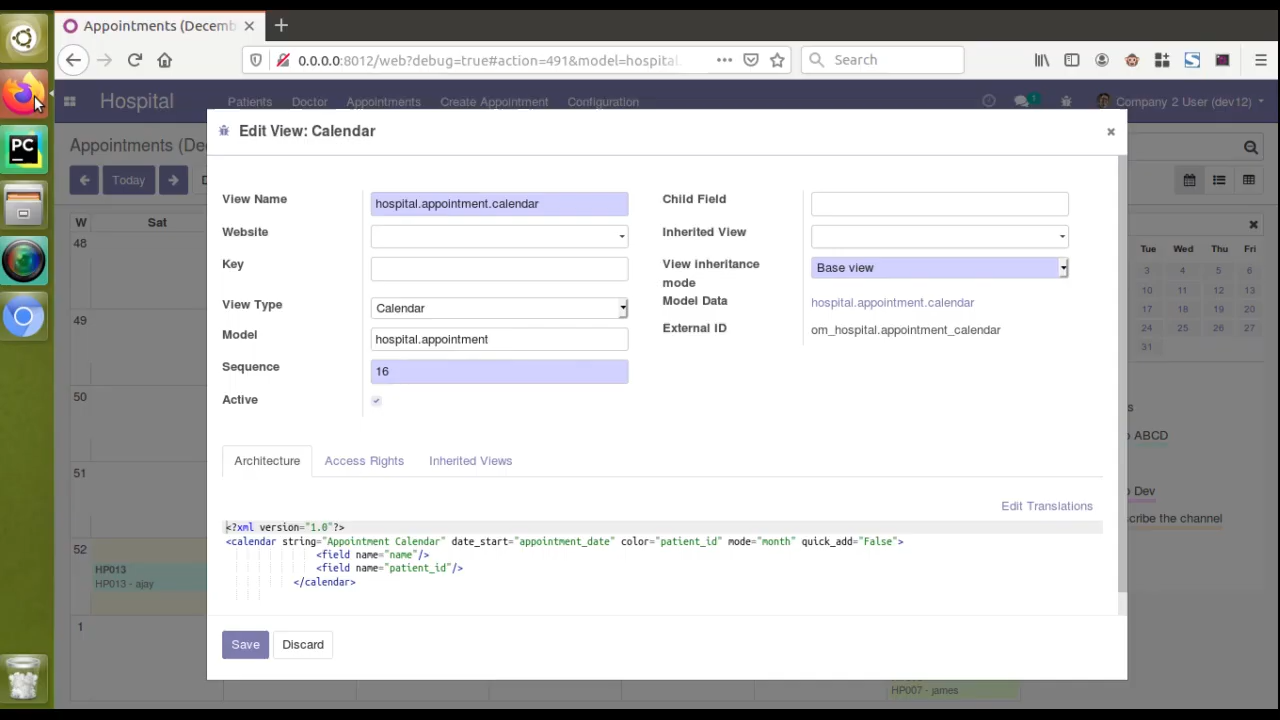 Appointments (Decemb
0.0.0.0:8012/web?debug=true#action=491&model=hospital.
Search
Hospital
Patients
Doctor
Appointments
Create Appointment
Configuration
1
Company 2 User (dev12)
Appointments (De
Today
W
Sat
48
49
50
51
52
1
HP013
HP013 - ajay
Edit View: Calendar
View Name
hospital.appointment.calendar
Website
Key
View Type
Calendar
Model
hospital.appointment
Sequence
16
Active
Child Field
Inherited View
View inheritance
mode
Base view
Model Data
hospital.appointment.calendar
External ID
om_hospital.appointment_calendar
Architecture
Access Rights
Inherited Views
Edit Translations
<?xml version="1.0"?>
<calendar string="Appointment Calendar" date_start="appointment_date" color="patient_id" mode="month" quick_add="False">
<field name="name"/>
<field name="patient_id"/>
</calendar>
Save
Discard
Tue Wed Thu Fri
3 4 5 6
10 11 12 13
17 18 19 20
24 25 26 27
31
s
o ABCD
o Dev
scribe the channel
HP007 - james
PC